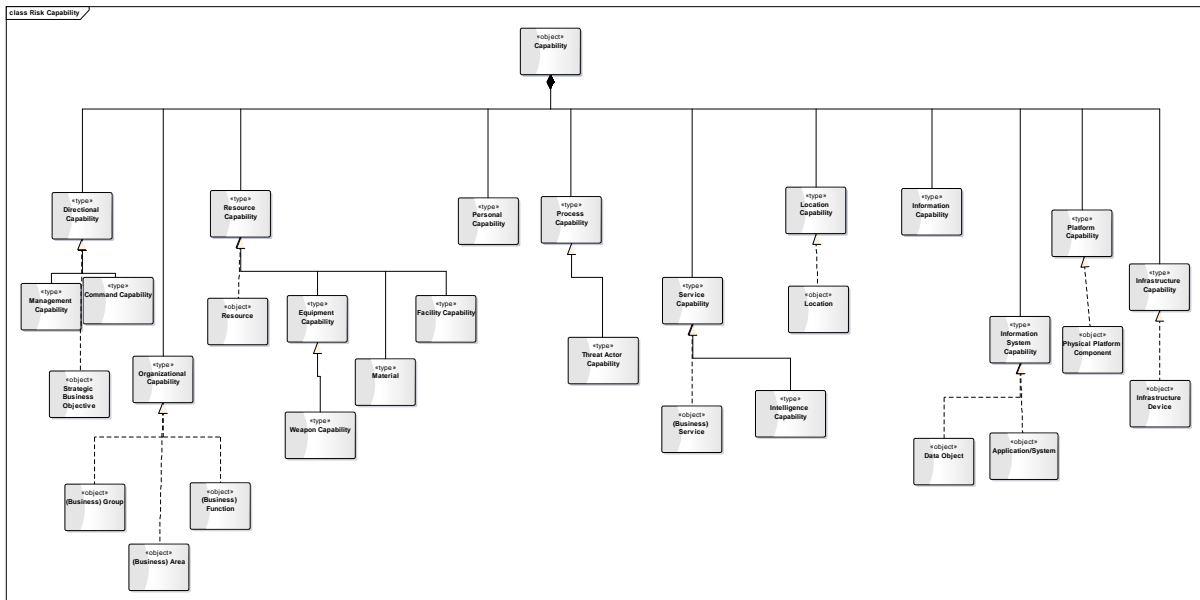 class Risk Capability
«object»
Capability
«type»
Directional
Capability
«type»
Resource
Capability
«type»
Personal
Capability
«type»
Process
Capability
«type»
Location
Capability
«type»
Information
Capability
«type»
Platform
Capability
«type»
Infrastructure
Capability
«type»
Management
Capability
«type»
Command Capability
«object»
Resource
«type»
Equipment
Capability
«type»
Facility Capability
«type»
Service
Capability
«object»
Location
«type»
Information
System
Capability
«object»
Physical Platform
Component
«object»
Strategic
Business
Objective
«type»
Organizational
Capability
«type»
Material
«type»
Threat Actor
Capability
«object»
Infrastructure
Device
«type»
Weapon Capability
«object»
(Business)
Service
«type»
Intelligence
Capability
«object»
Data Object
«object»
Application/System
«object»
(Business) Group
«object»
(Business)
Function
«object»
(Business) Area